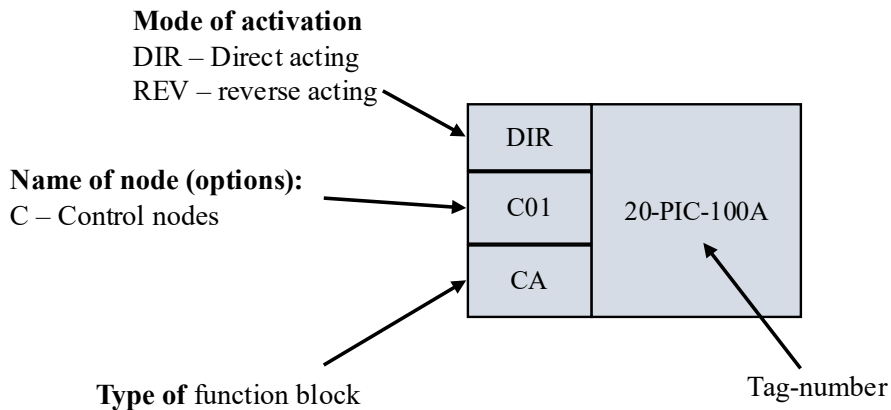 Mode of activation
DIR – Direct acting
REV – reverse acting
DIR
Name of node (options):
C – Control nodes
C01
20-PIC-100A
CA
Type of function block
Tag-number